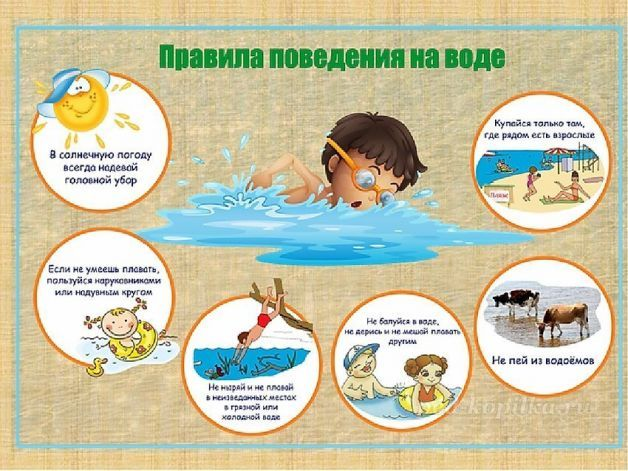 Правила поведения на воде
В солнечную погоду
всегда надевай
головной убор
Купайся только там,
где рядом есть взрослые
Пляж
Если не умеешь плавать,
пользуйся нарукавниками
или надувным кругом
Не ныряй и не плавай
в неизведанных местах
в грязной или
холодной воде
Не балуйся в воде,
не дерись и не мешай плавать
другим
Не пей из водоёмов